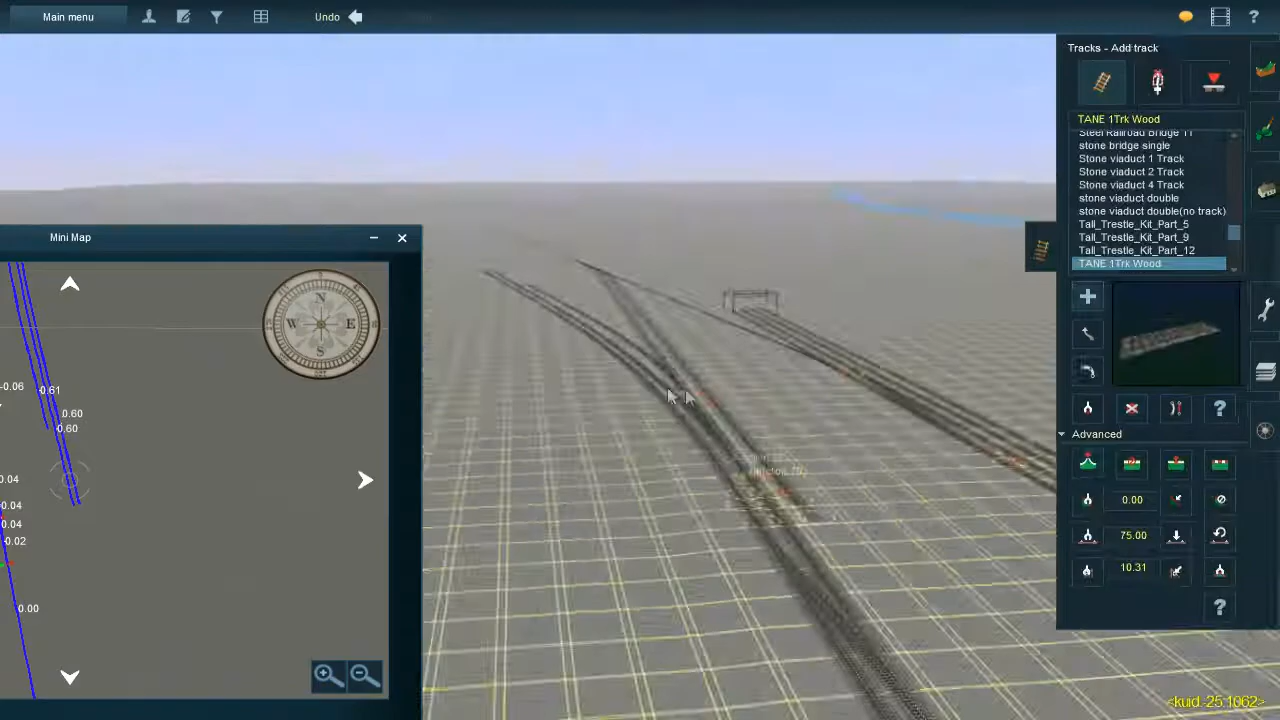 Main menu
Undo
?
Tracks - Add track
TANE 1Trk Wood
Steel Railroad Bridge 11
stone bridge single
Stone viaduct 1 Track
Stone viaduct 2 Track
Stone viaduct 4 Track
stone viaduct double
stone viaduct double(no track)
Tall_Trestle_Kit_Part_5
Tall_Trestle_Kit_Part_9
Tall_Trestle_Kit_Part_12
TANE 1Trk Wood
?
Advanced
0.00
75.00
10.31
?
Mini Map
N
W E
S
-0.06
0.61
0.60
0.60
0.04
0.04
0.04
0.02
0.00
<kuid:-25:1062>